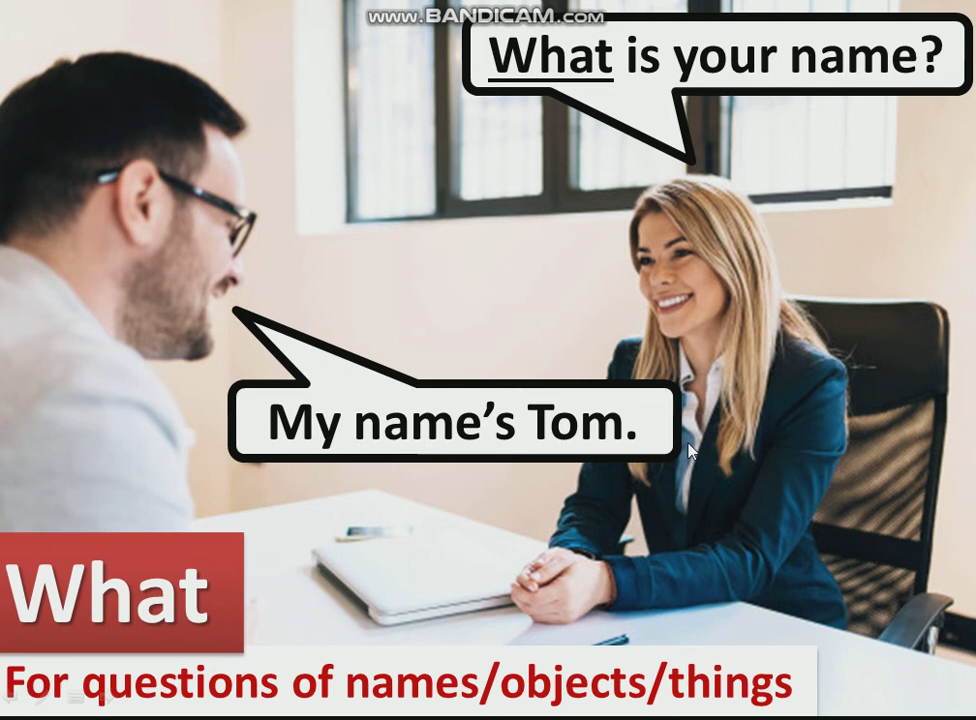 www.BANDICAM.com
What is your name?
My name's Tom.
What
For questions of names/objects/things